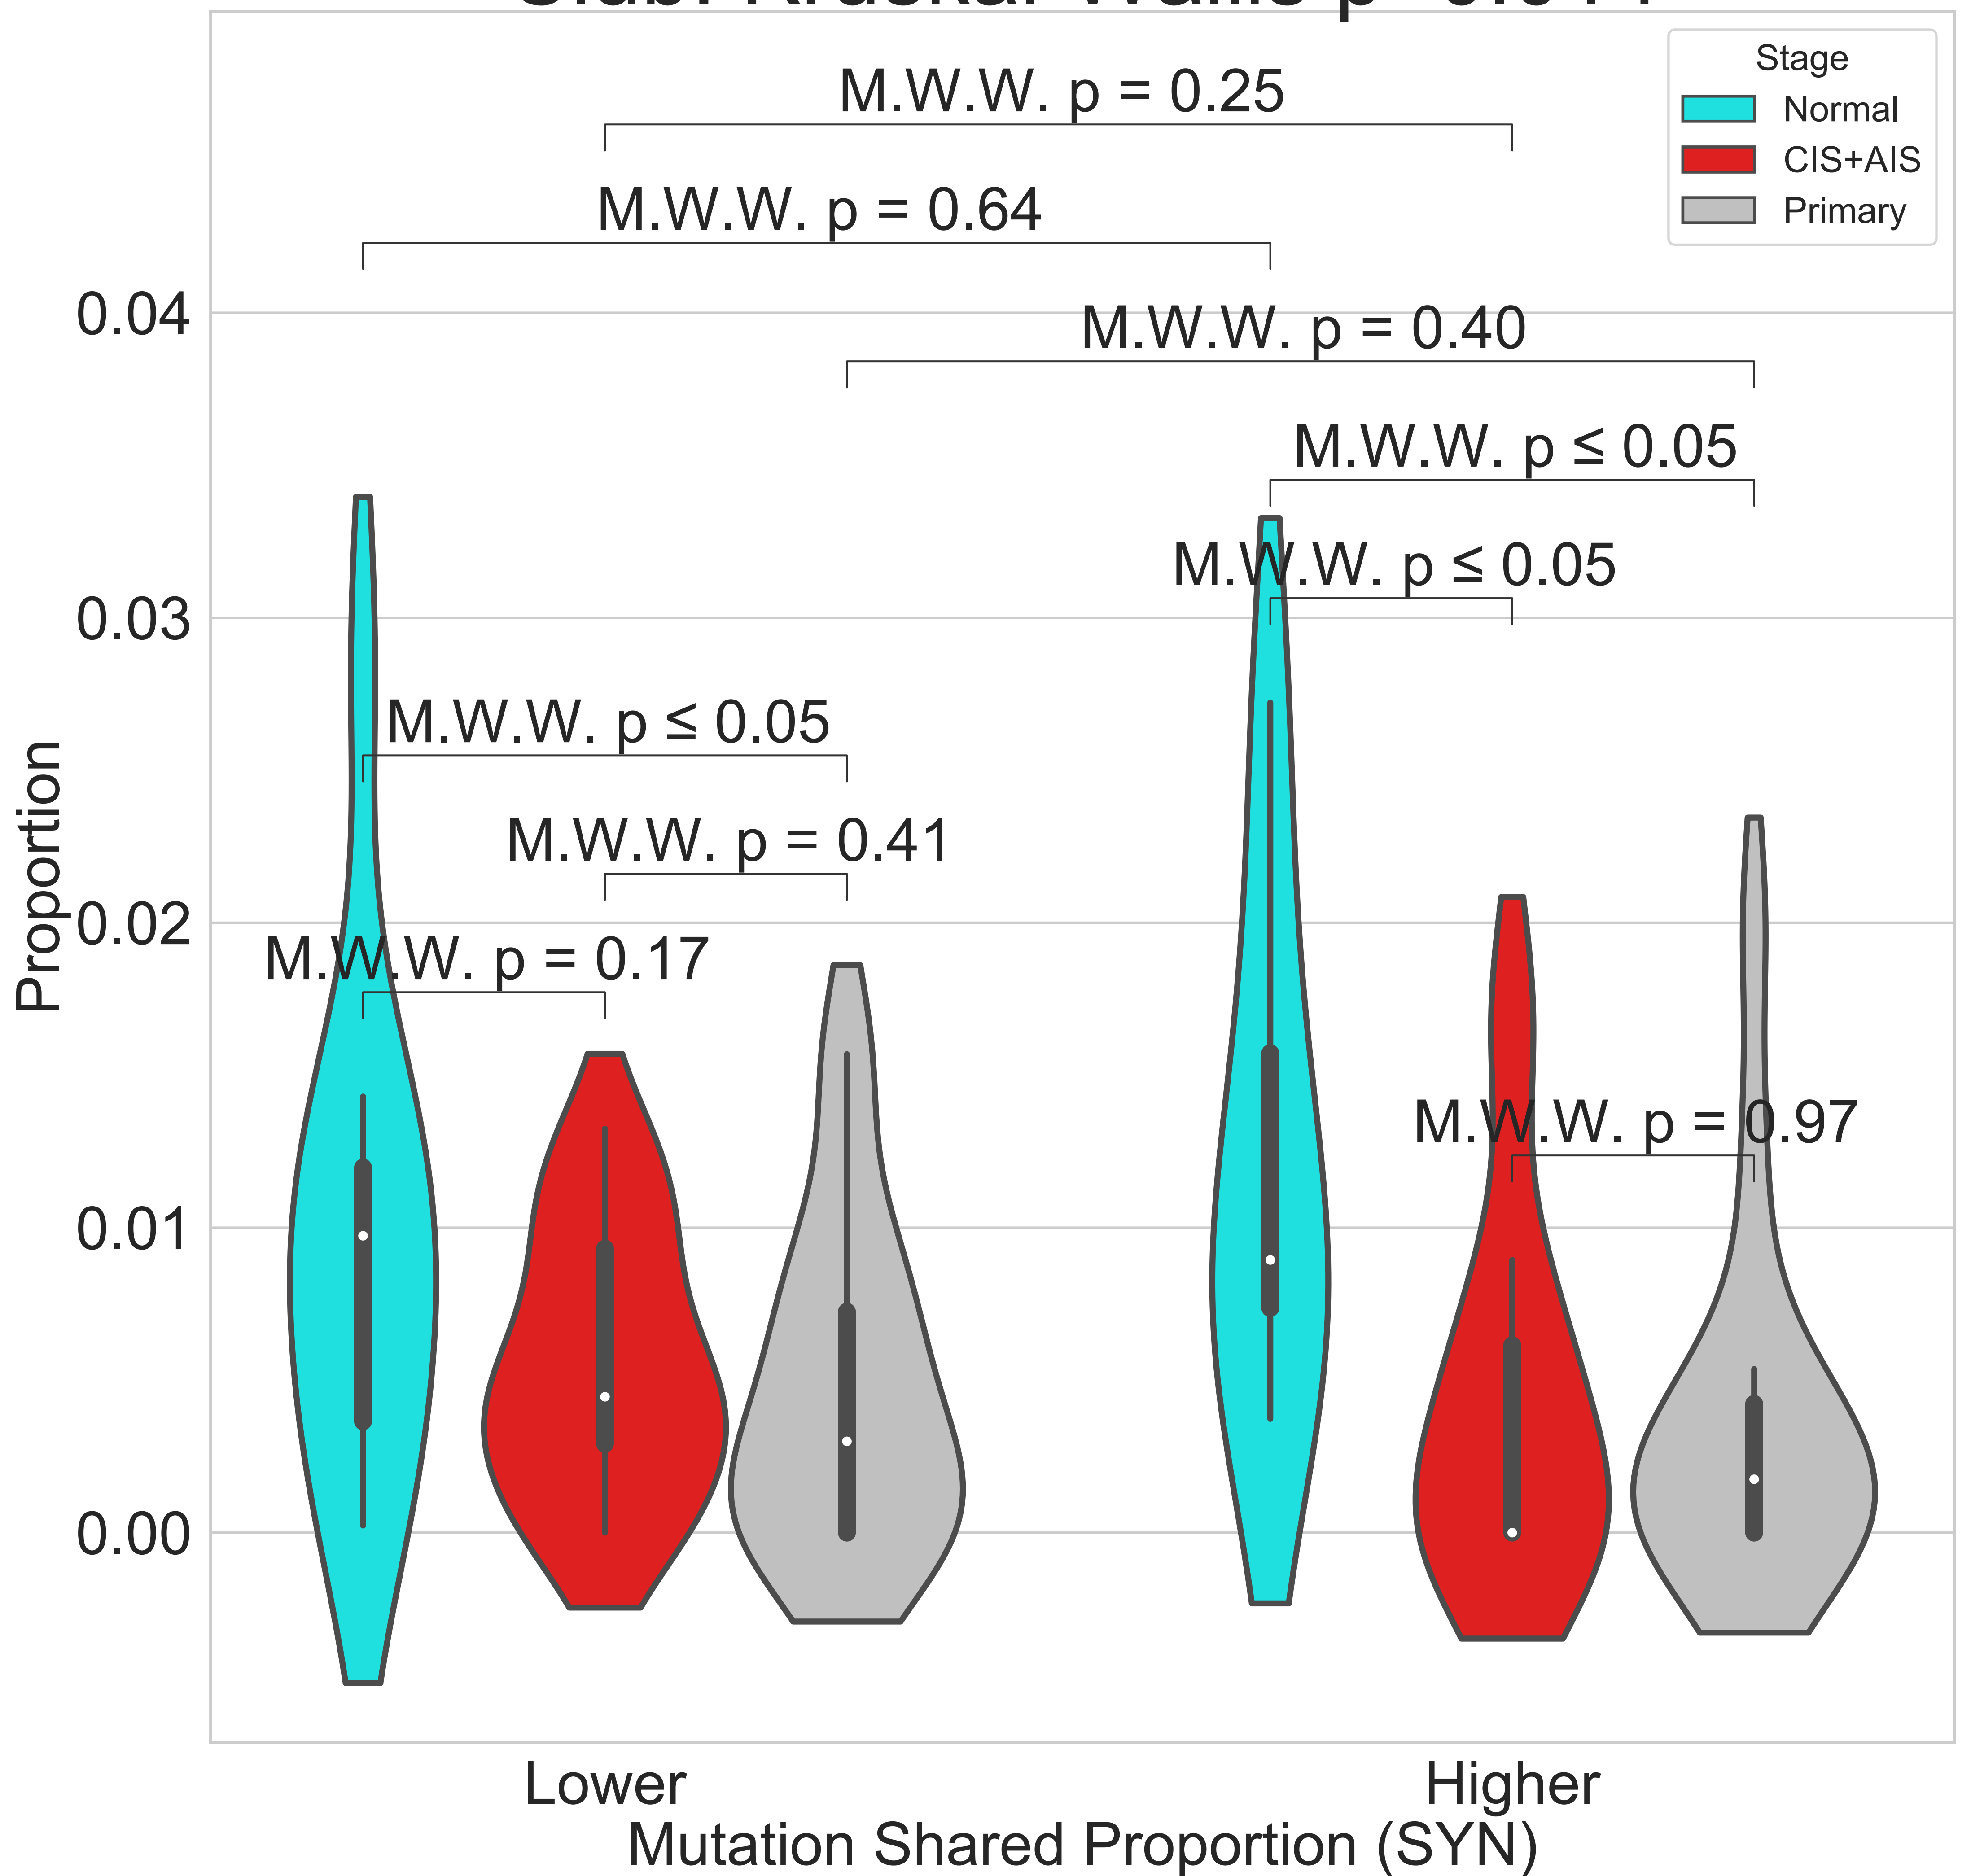 M.W.W. p = 0.25
M.W.W. p = 0.64
M.W.W. p = 0.40
M.W.W. p ≤ 0.05
M.W.W. p ≤ 0.05
M.W.W. p ≤ 0.05
M.W.W. p = 0.41
M.W.W. p = 0.17
M.W.W. p = 0.97
Stage
Normal
CIS+AIS
Primary
0.04
0.03
0.02
0.01
0.00
Proportion
Lower
Higher
Mutation Shared Proportion (SYN)